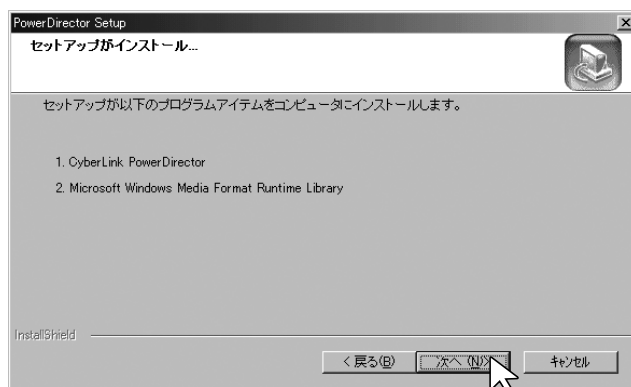 PowerDirector Setup
セットアップがインストール...
セットアップが以下のプログラムアイテムをコンピュータにインストールします。
1. CyberLink PowerDirector
2. Microsoft Windows Media Format Runtime Library
InstallShield
< 戻る(B) 次へ (N)> キャンセル